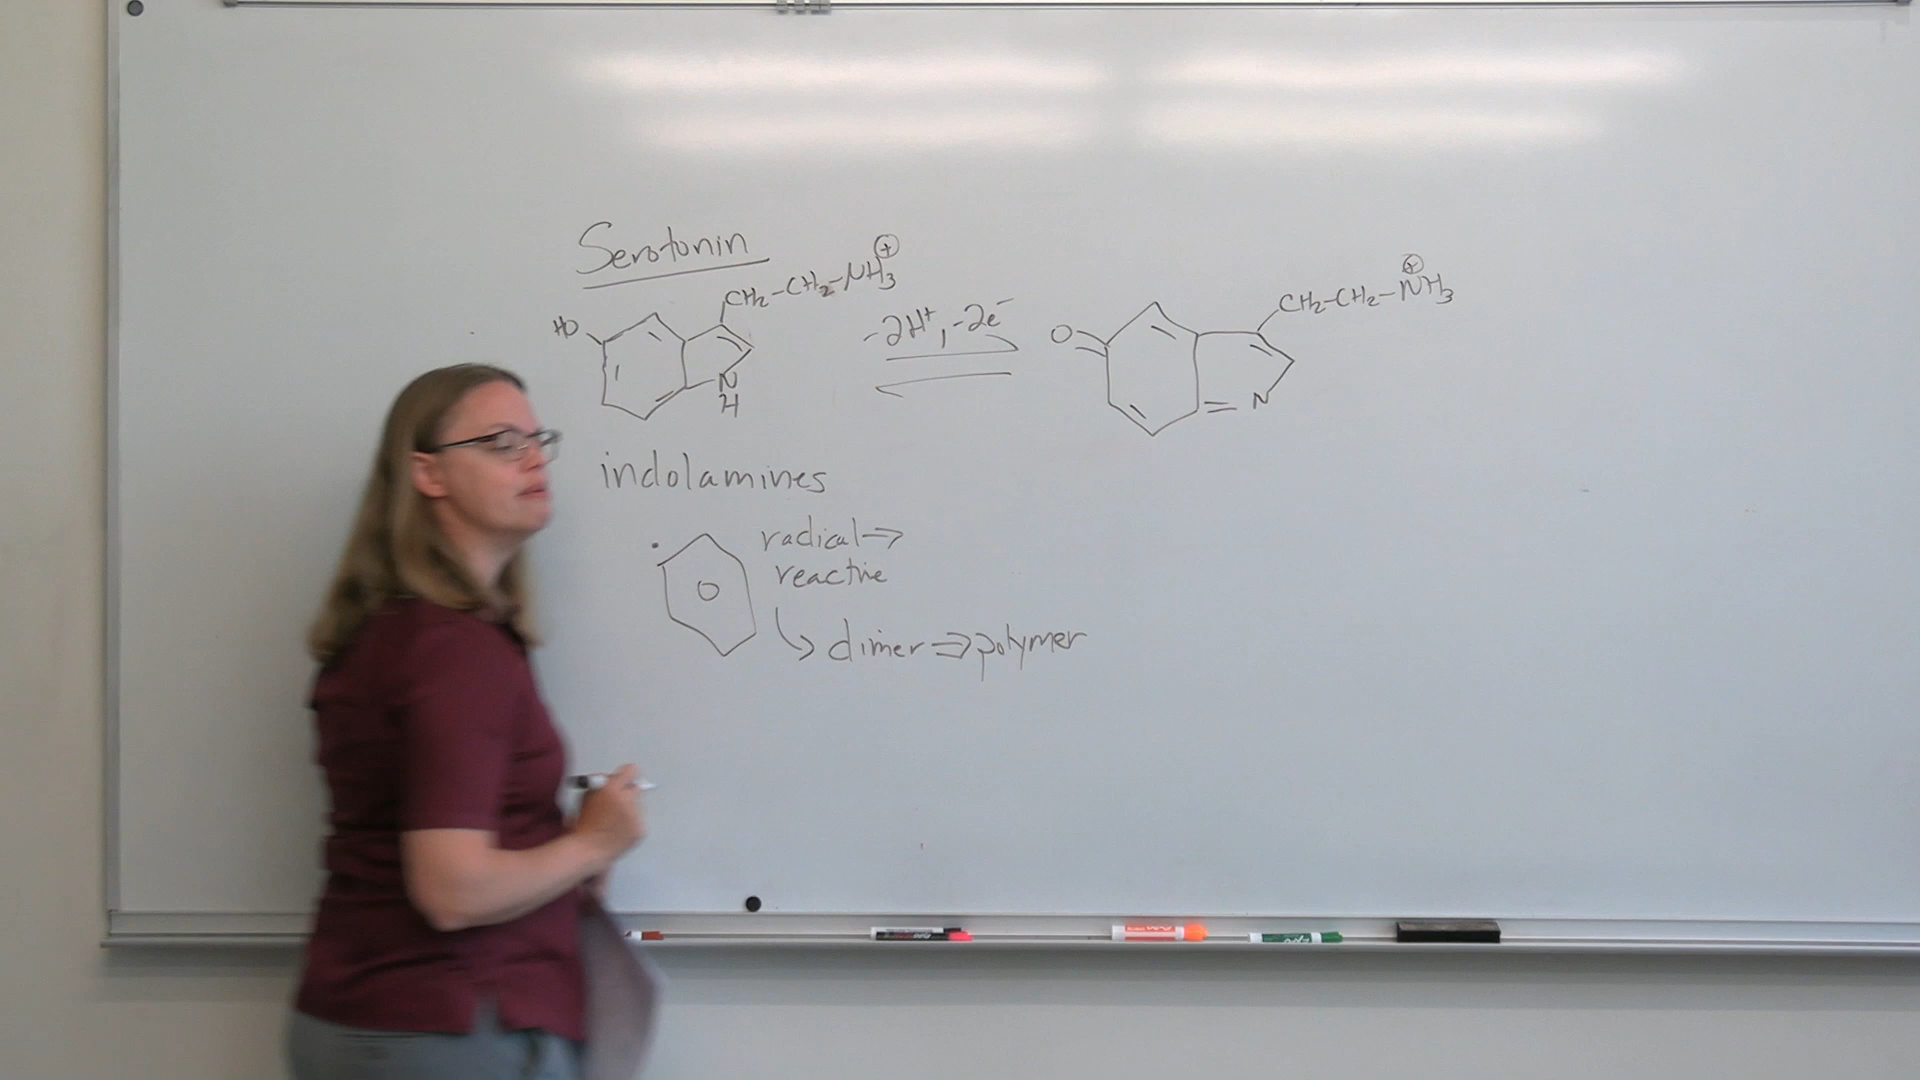 Serotonin
CH2-CH2-NH3 ⊕
HO
N
H
-2H+, -2e-
O
CH2-CH2-NH3 ⊕
N
indolamines
radical ⇒
reactive
↳ dimer ⇒ polymer